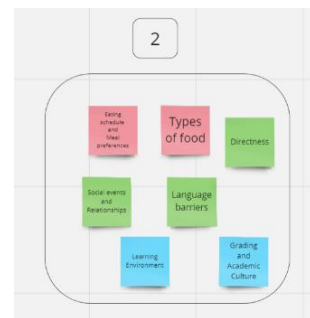 2
Eating
schedule
and
Meal
preferences
Types
of food
Directness
Social events
and
Relationships
Language
barriers
Learning
Environment
Grading
and
Academic
Culture